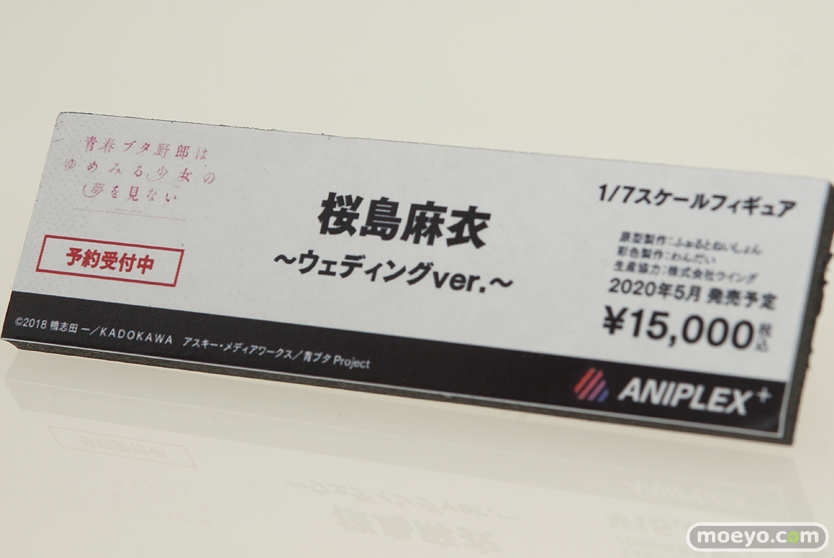 青春ブタ野郎は
ゆめみる少女の
夢を見ない
予約受付中
桜島麻衣
～ウェディングver.～
1/7スケールフィギュア
原型製作：ふぉるとねいしょん
彩色製作：わんだい
生産協力：株式会社ウイング
2020年5月 発売予定
¥15,000税込
©2018 鴨志田 一／KADOKAWA アスキー・メディアワークス／青ブタ Project
ANIPLEX+
moeyo.com